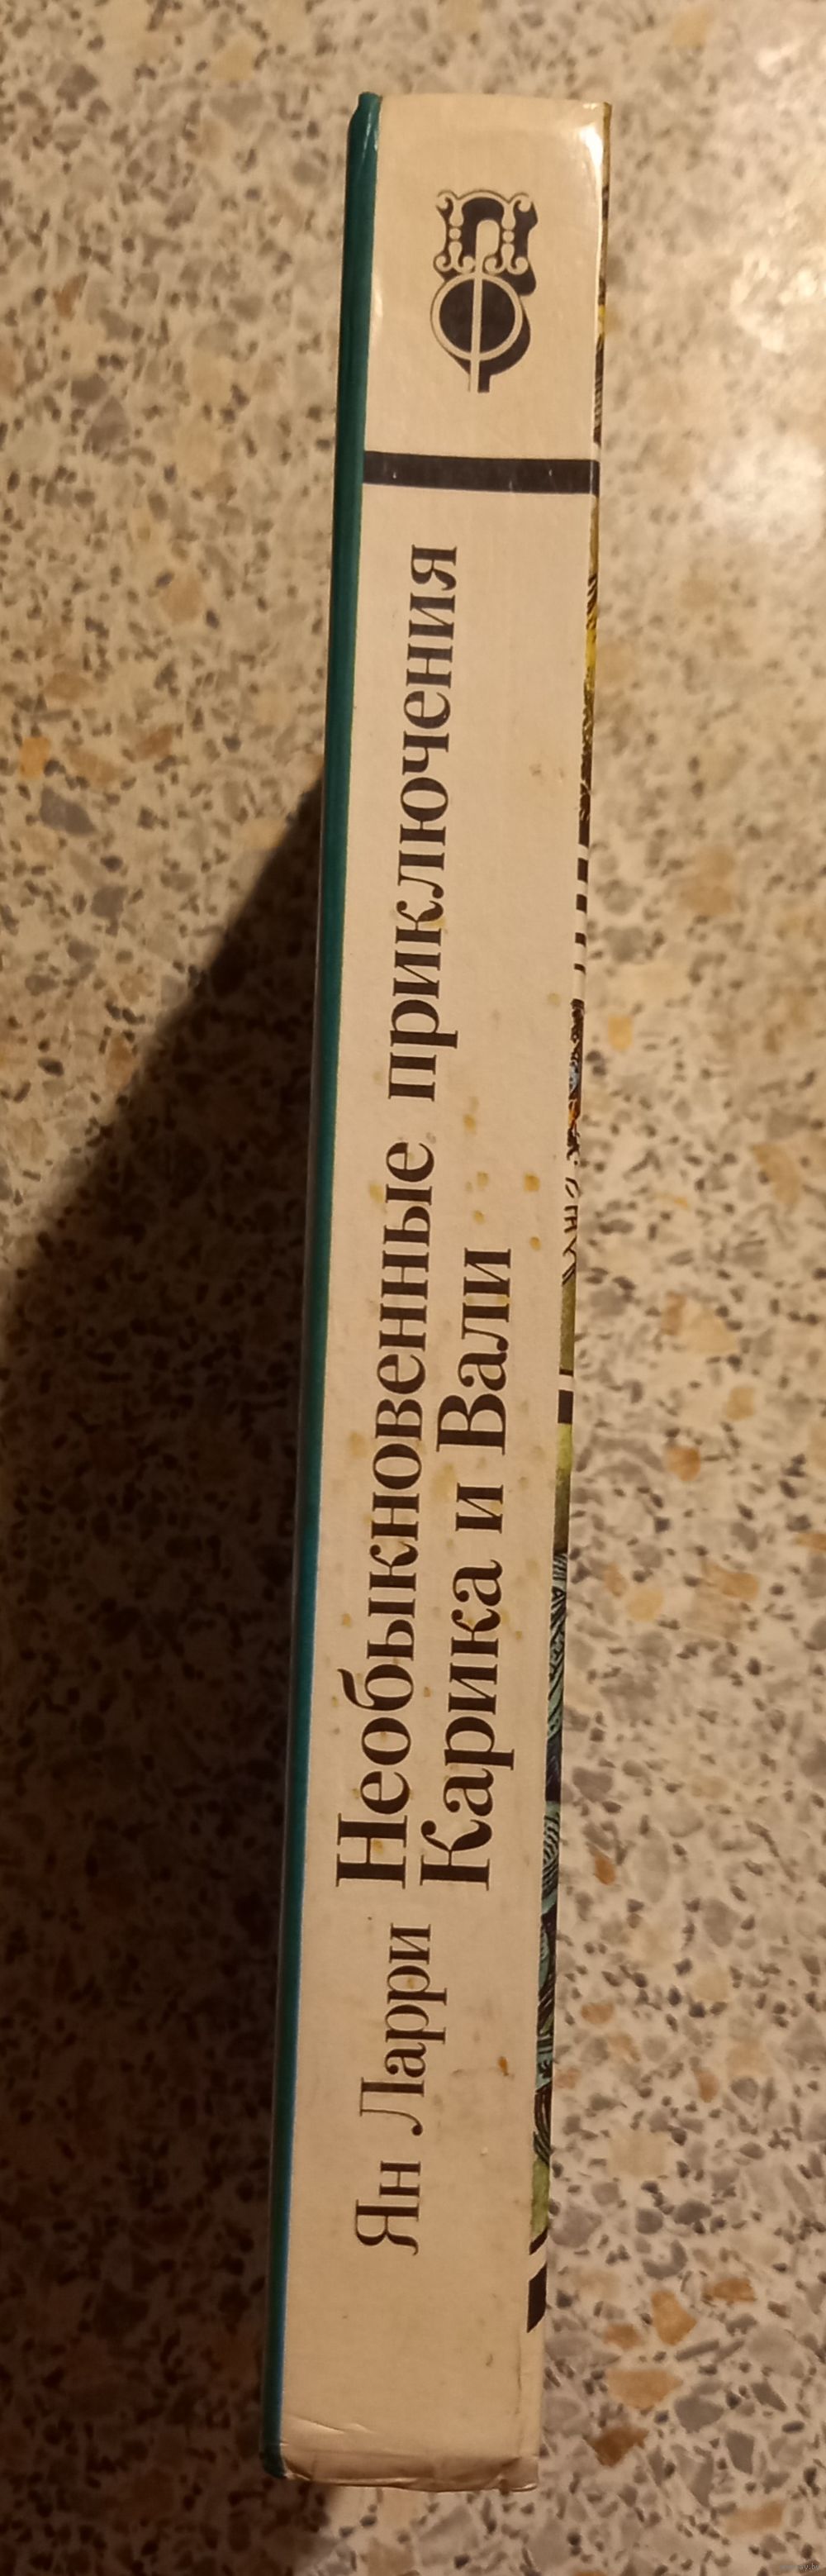 Ян Ларри
Необыкновенные приключения
Карика и Вали